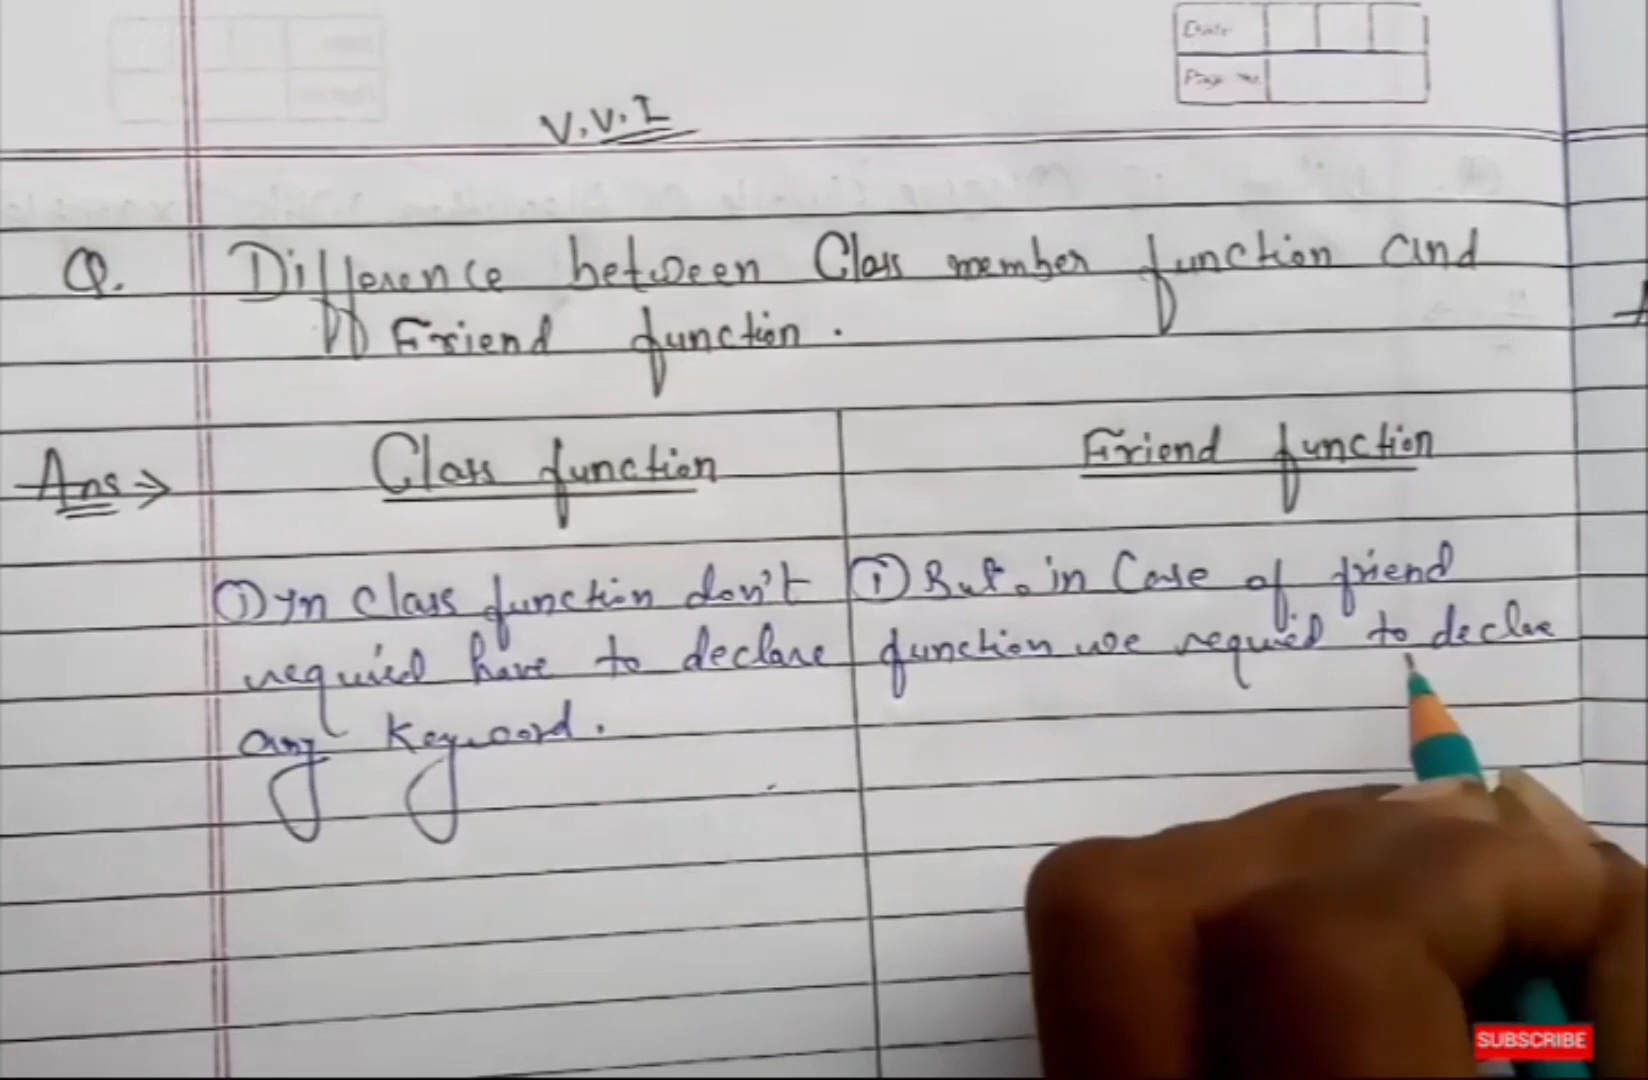 Date
Page no.
V.V.I
Q. Difference between Class member function and
Friend function.
Ans → Class function
Friend function
① In Class function don't
required have to declare
any Keyword.
① But, in Case of friend
function we required to declare
SUBSCRIBE